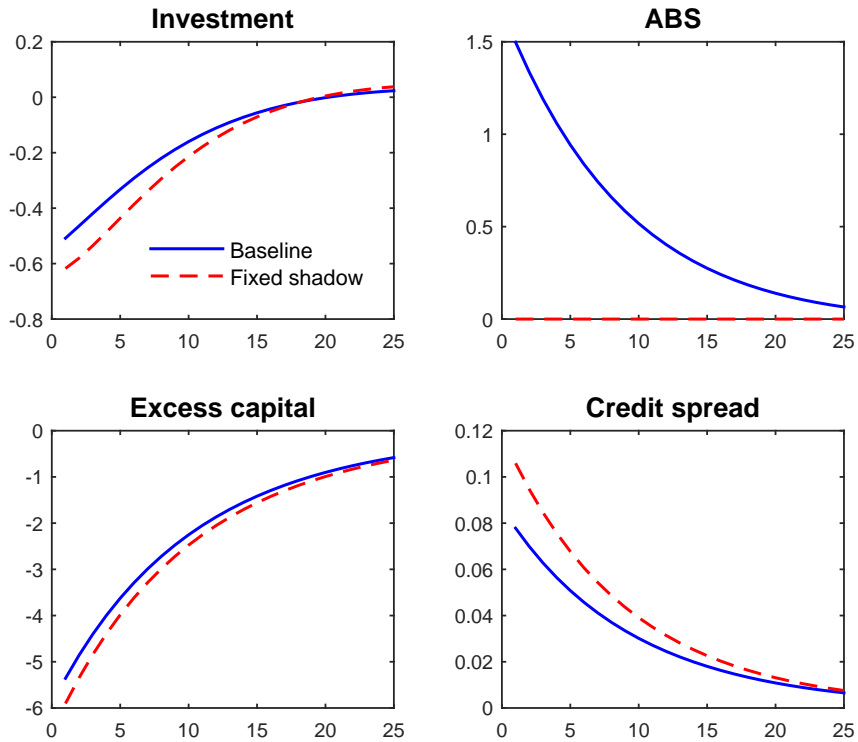 Investment
0.2
0
-0.2
-0.4
-0.6
-0.8
0 5 10 15 20 25
Baseline
Fixed shadow
ABS
1.5
1
0.5
0
0 5 10 15 20 25
Excess capital
0
-1
-2
-3
-4
-5
-6
0 5 10 15 20 25
Credit spread
0.12
0.1
0.08
0.06
0.04
0.02
0
0 5 10 15 20 25